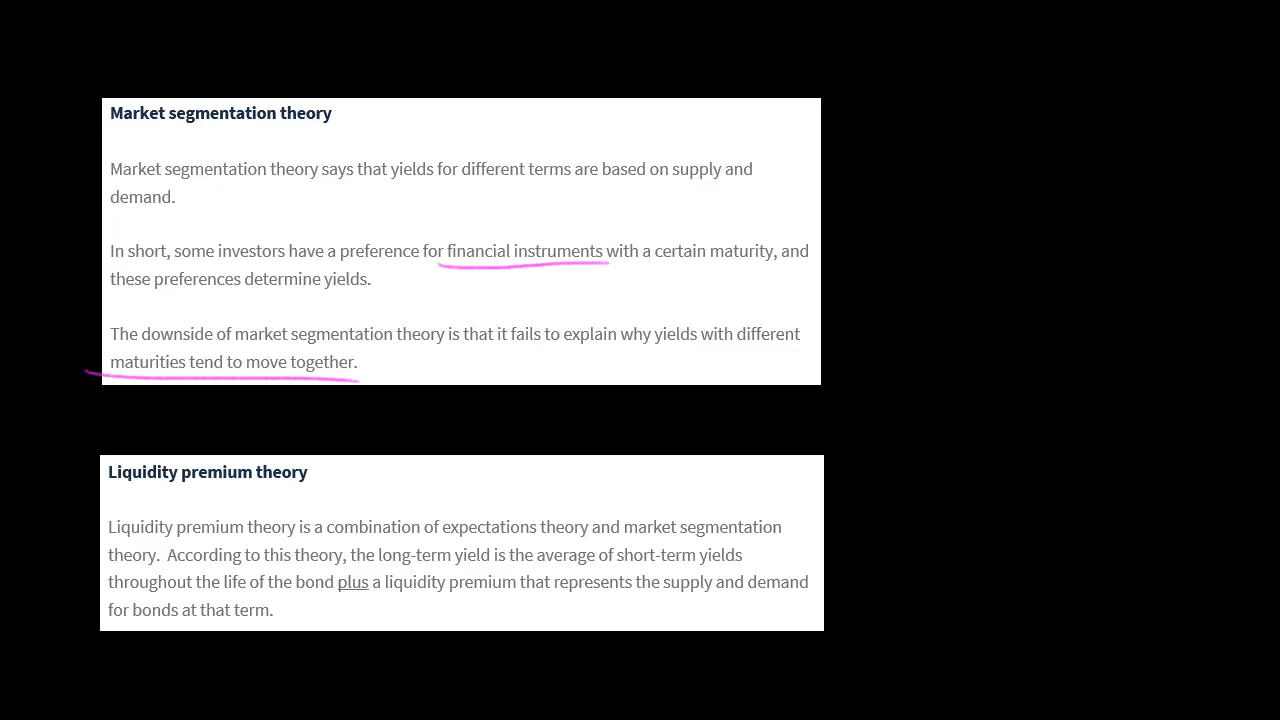 Market segmentation theory
Market segmentation theory says that yields for different terms are based on supply and
demand.
In short, some investors have a preference for financial instruments with a certain maturity, and
these preferences determine yields.
The downside of market segmentation theory is that it fails to explain why yields with different
maturities tend to move together.
Liquidity premium theory
Liquidity premium theory is a combination of expectations theory and market segmentation
theory.  According to this theory, the long-term yield is the average of short-term yields
throughout the life of the bond plus a liquidity premium that represents the supply and demand
for bonds at that term.